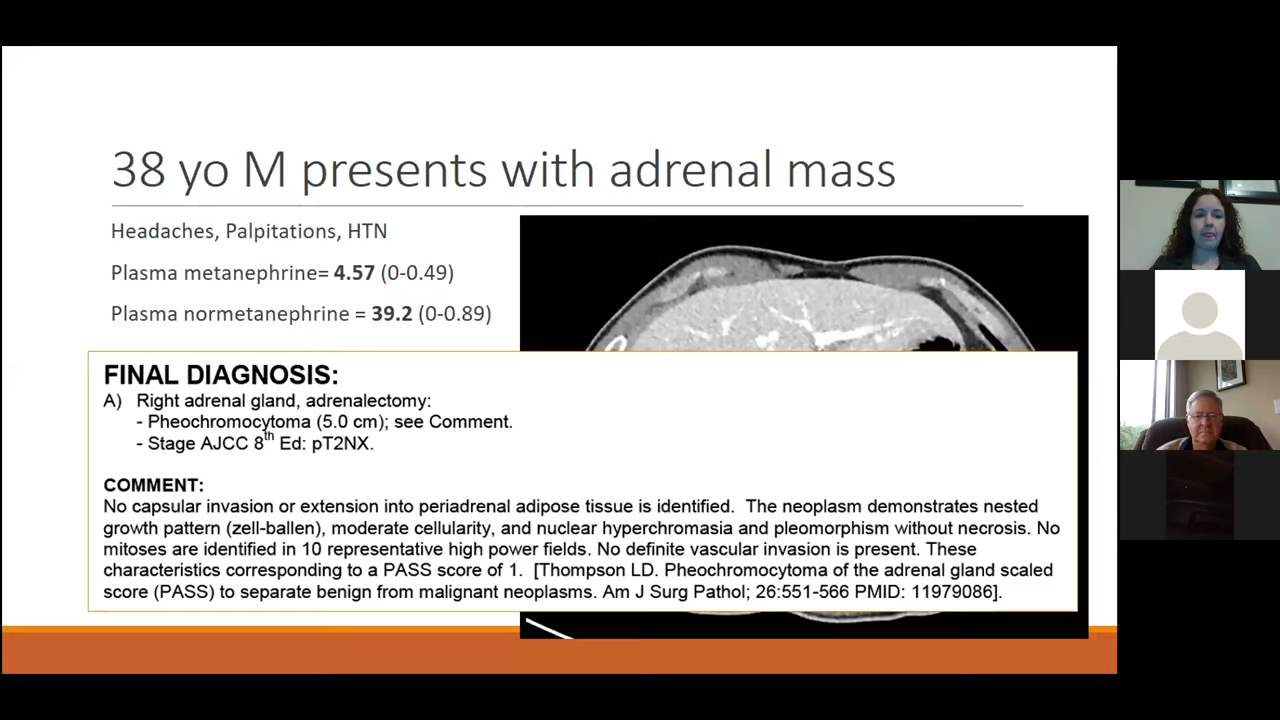 38 yo M presents with adrenal mass
Headaches, Palpitations, HTN
Plasma metanephrine= 4.57 (0-0.49)
Plasma normetanephrine = 39.2 (0-0.89)
FINAL DIAGNOSIS:
A) Right adrenal gland, adrenalectomy:
- Pheochromocytoma (5.0 cm); see Comment.
- Stage AJCC 8th Ed: pT2NX.
COMMENT:
No capsular invasion or extension into periadrenal adipose tissue is identified. The neoplasm demonstrates nested
growth pattern (zell-ballen), moderate cellularity, and nuclear hyperchromasia and pleomorphism without necrosis. No
mitoses are identified in 10 representative high power fields. No definite vascular invasion is present. These
characteristics corresponding to a PASS score of 1. [Thompson LD. Pheochromocytoma of the adrenal gland scaled
score (PASS) to separate benign from malignant neoplasms. Am J Surg Pathol; 26:551-566 PMID: 11979086].